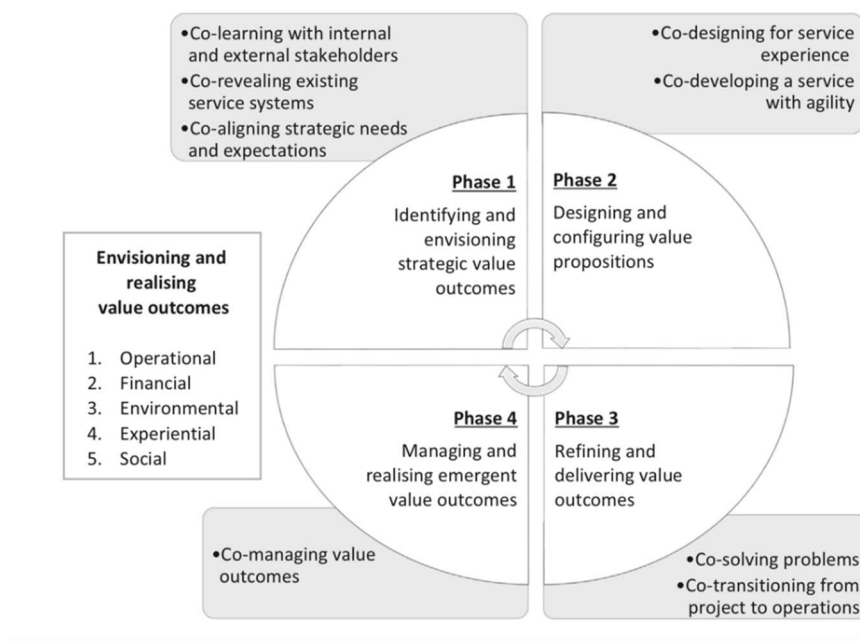 •Co-learning with internal
and external stakeholders
•Co-revealing existing
service systems
•Co-aligning strategic needs
and expectations
•Co-designing for service
experience
•Co-developing a service
with agility
Phase 1
Identifying and
envisioning
strategic value
outcomes
Phase 2
Designing and
configuring value
propositions
Envisioning and
realising
value outcomes
1. Operational
2. Financial
3. Environmental
4. Experiential
5. Social
Phase 4
Managing and
realising emergent
value outcomes
Phase 3
Refining and
delivering value
outcomes
•Co-managing value
outcomes
•Co-solving problems
•Co-transitioning from
project to operations